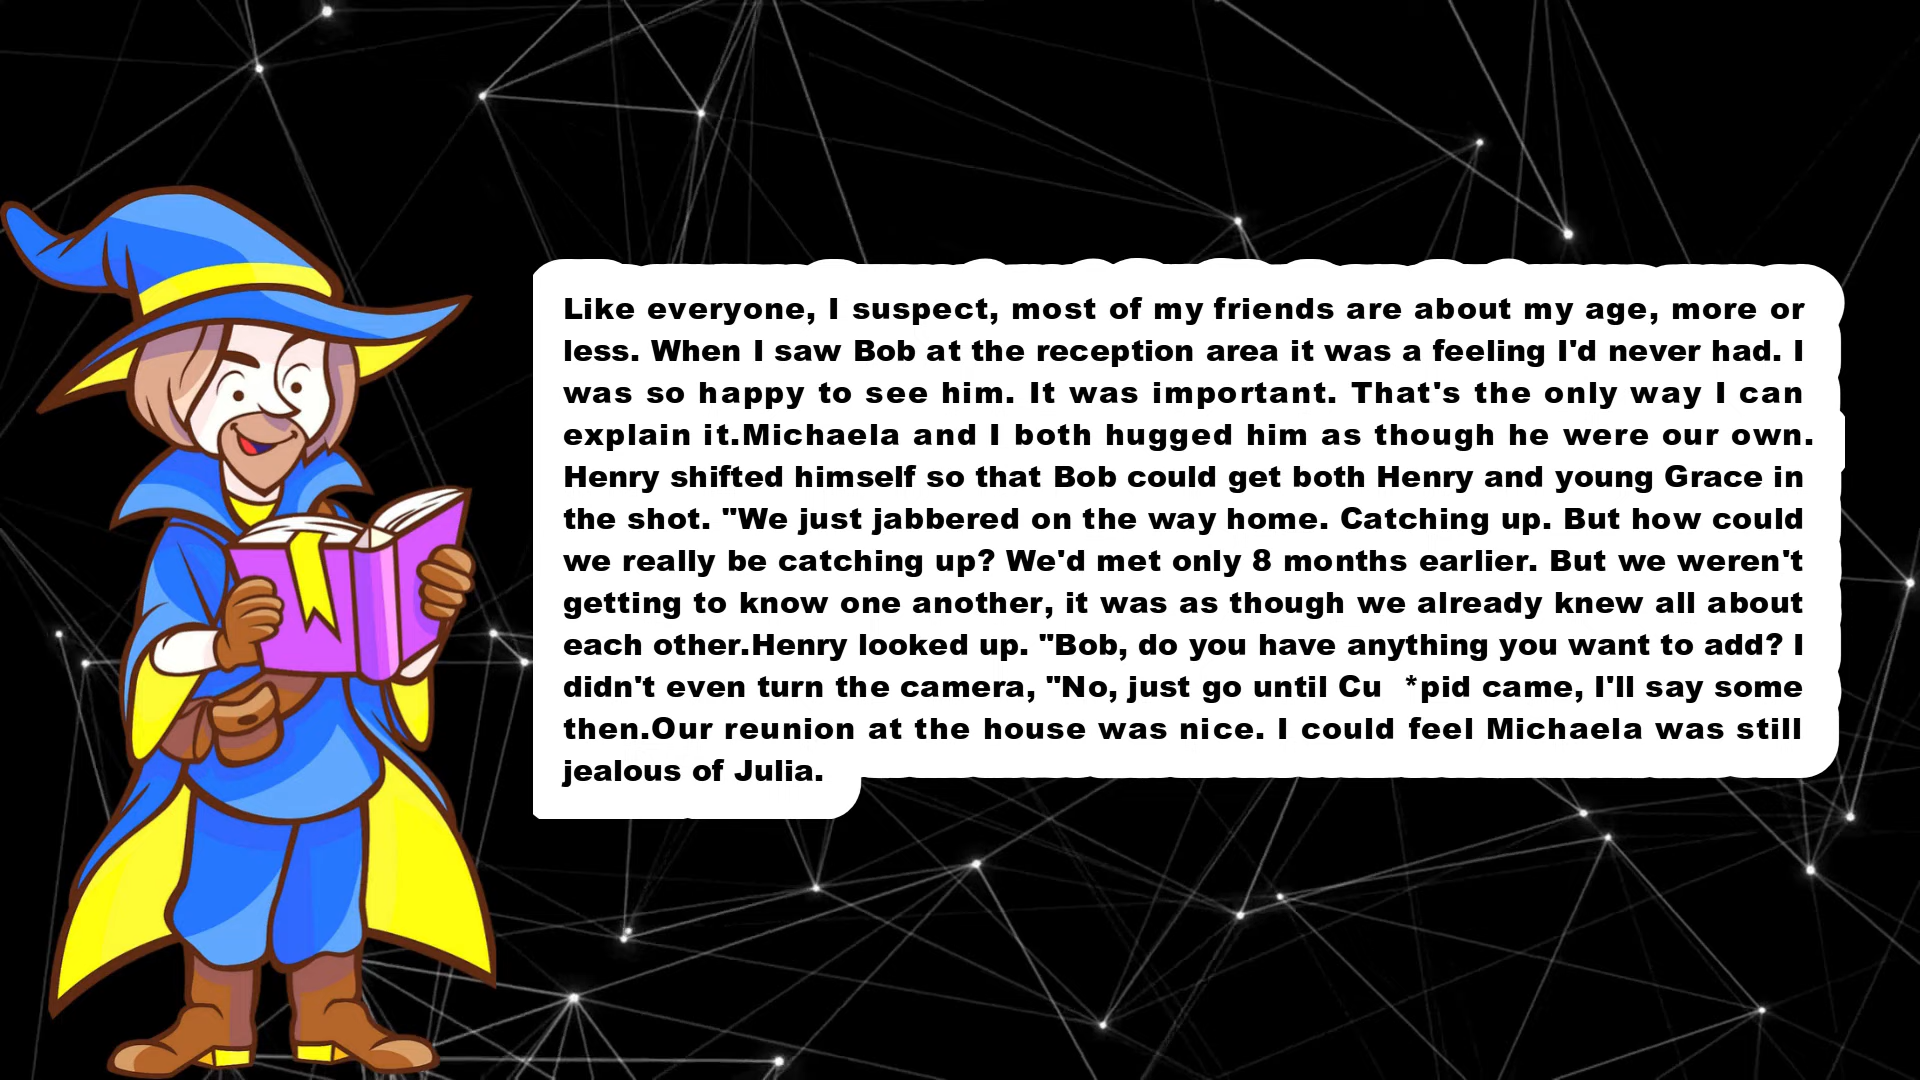 Like everyone, I suspect, most of my friends are about my age, more or
less. When I saw Bob at the reception area it was a feeling I'd never had. I
was so happy to see him. It was important. That's the only way I can
explain it.Michaela and I both hugged him as though he were our own.
Henry shifted himself so that Bob could get both Henry and young Grace in
the shot. "We just jabbered on the way home. Catching up. But how could
we really be catching up? We'd met only 8 months earlier. But we weren't
getting to know one another, it was as though we already knew all about
each other.Henry looked up. "Bob, do you have anything you want to add? I
didn't even turn the camera, "No, just go until Cu  *pid came, I'll say some
then.Our reunion at the house was nice. I could feel Michaela was still
jealous of Julia.